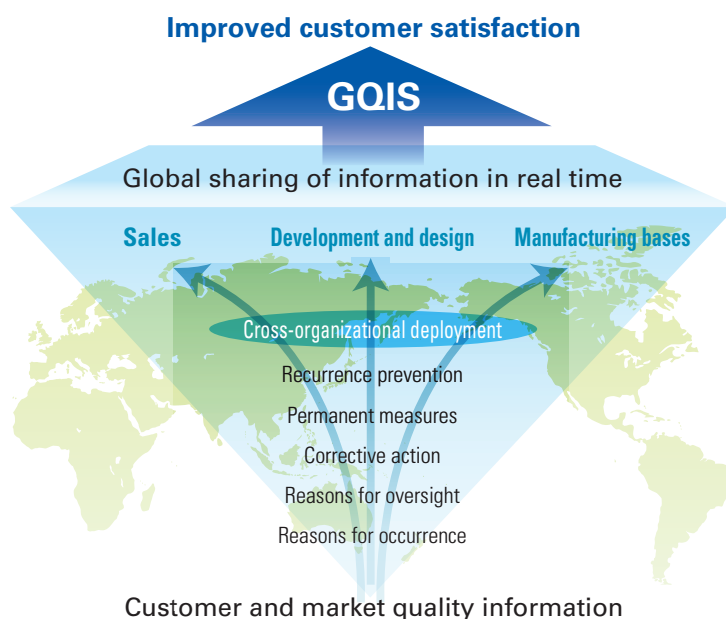 Improved customer satisfaction
GQIS
Global sharing of information in real time
Sales
Development and design
Manufacturing bases
Cross-organizational deployment
Recurrence prevention
Permanent measures
Corrective action
Reasons for oversight
Reasons for occurrence
Customer and market quality information